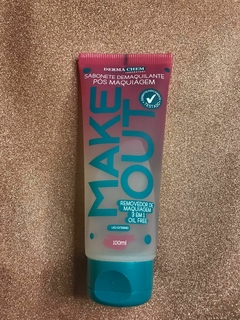 DERMA CHEM
SABONETE DEMAQUILANTE
PÓS MAQUIAGEM
MAKE
OUT
REMOVEDOR DE
MAQUIAGEM
3 EM 1
OIL FREE
100ml